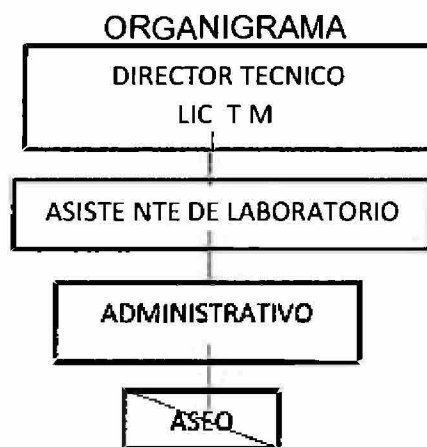 ORGANIGRAMA
DIRECTOR TECNICO
LIC T M
ASISTE NTE DE LABORATORIO
ADMINISTRATIVO
ASEO